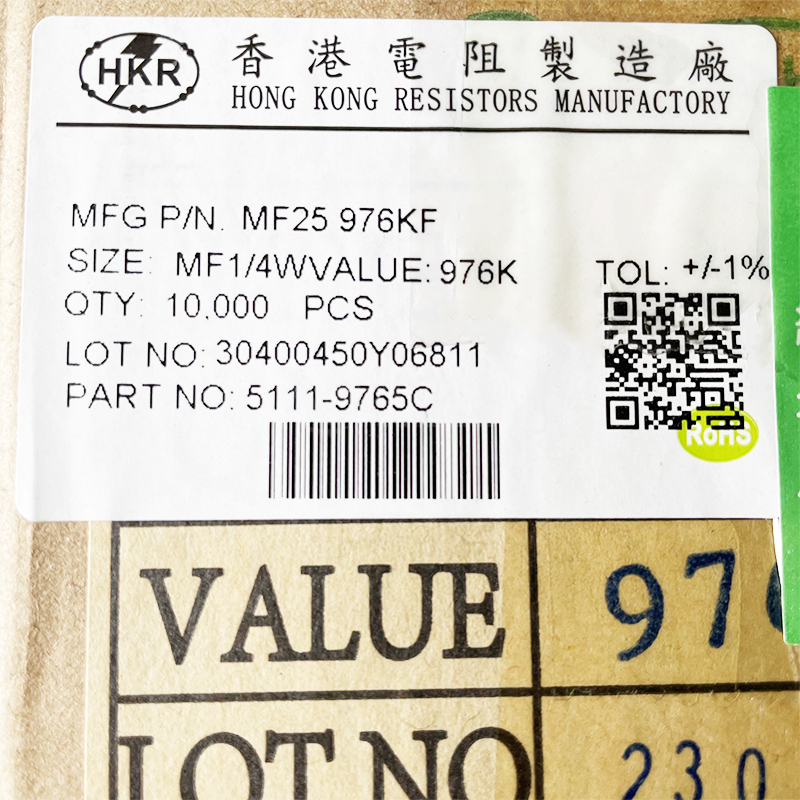 HKR
香港電阻製造廠
HONG KONG RESISTORS MANUFACTORY
MFG P/N. MF25 976KF
SIZE: MF1/4WVALUE: 976K
TOL: +/-1%
QTY: 10,000 PCS
LOT NO: 30400450Y06811
PART NO: 5111-9765C
RoHS
VALUE 976
LOT NO 230